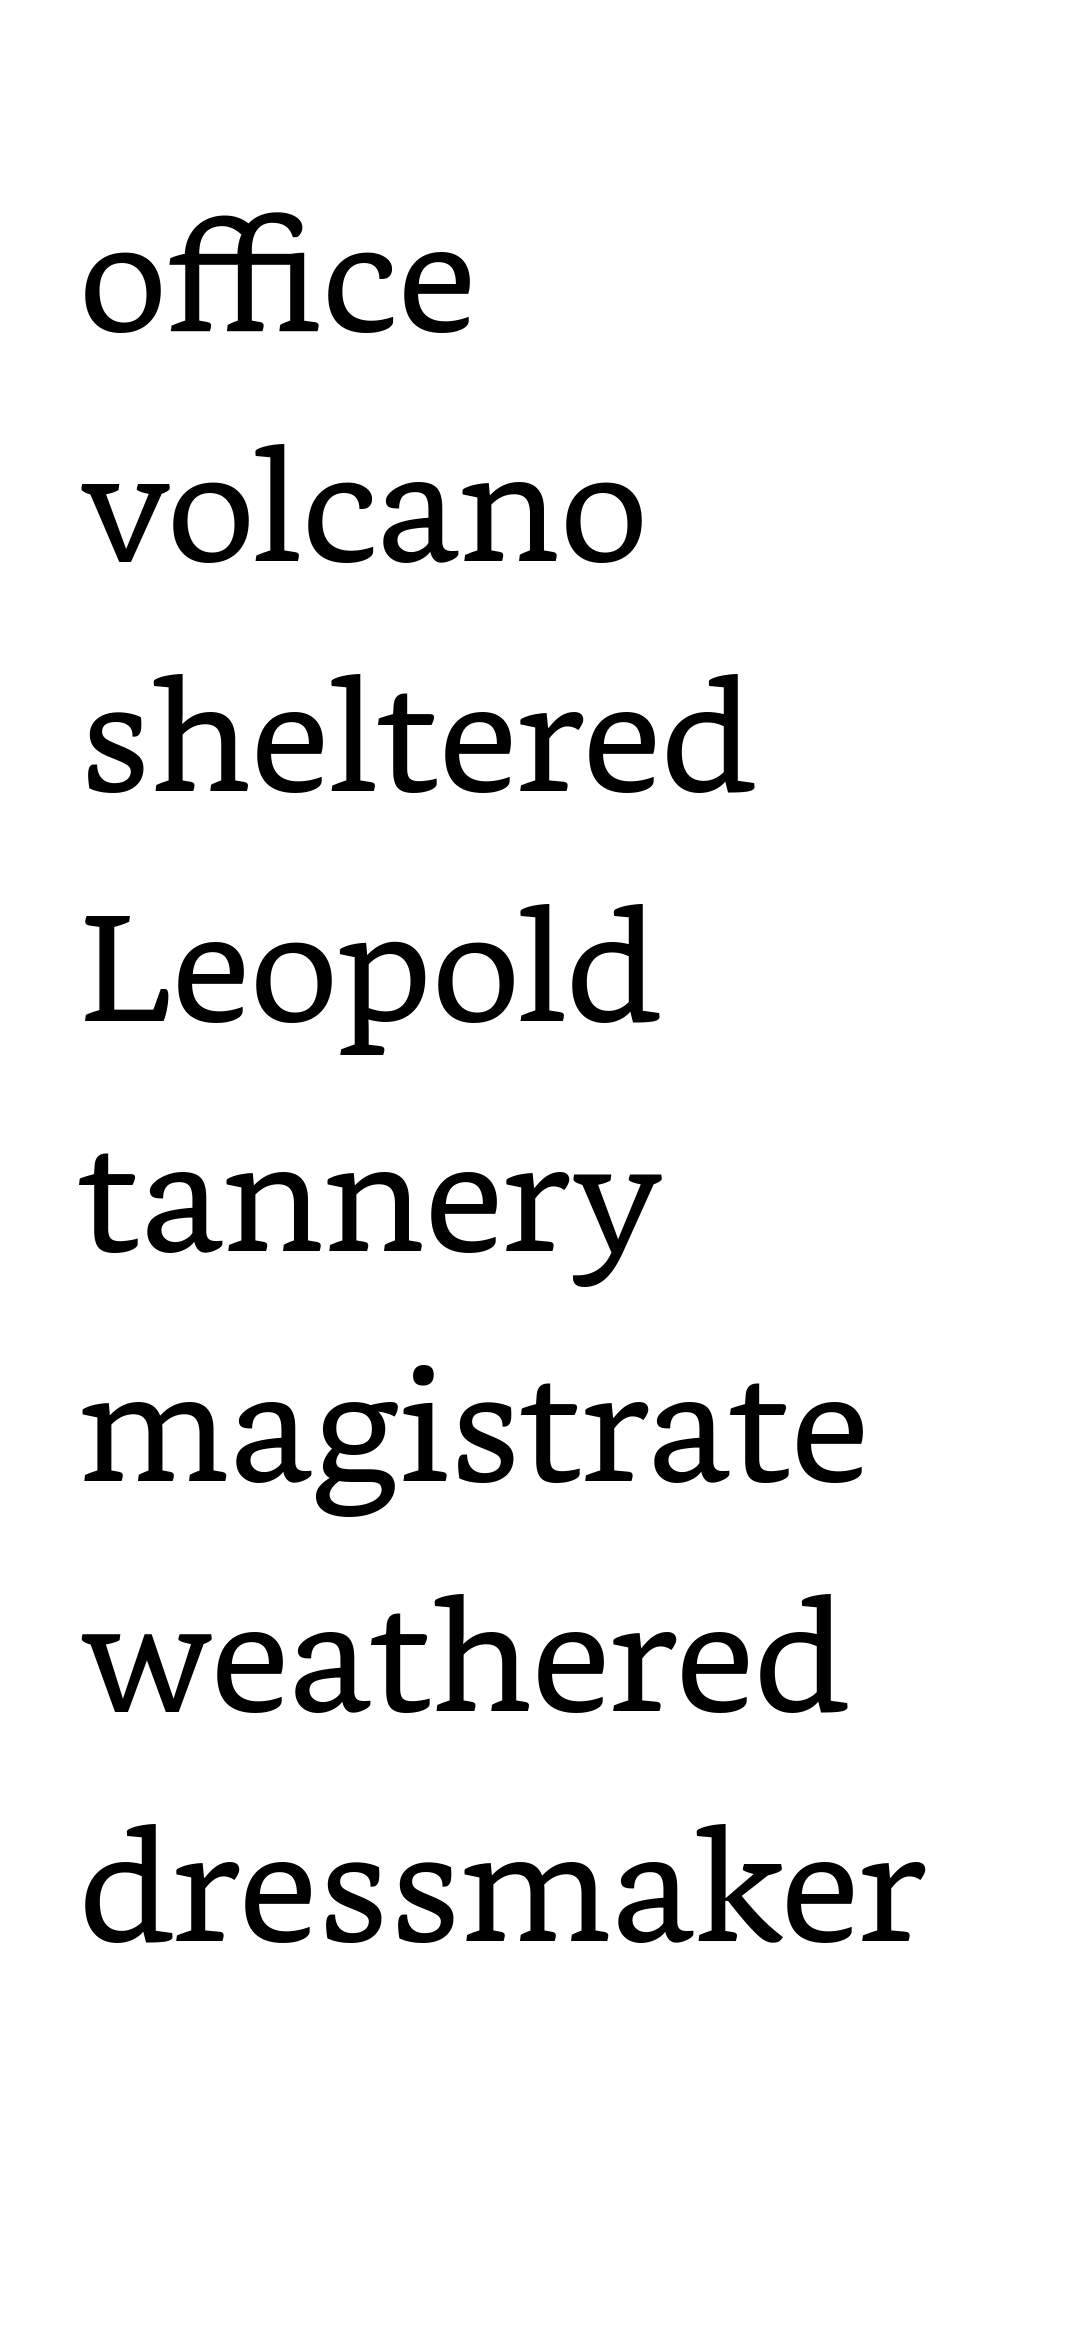 office
volcano
sheltered
Leopold
tannery
magistrate
weathered
dressmaker